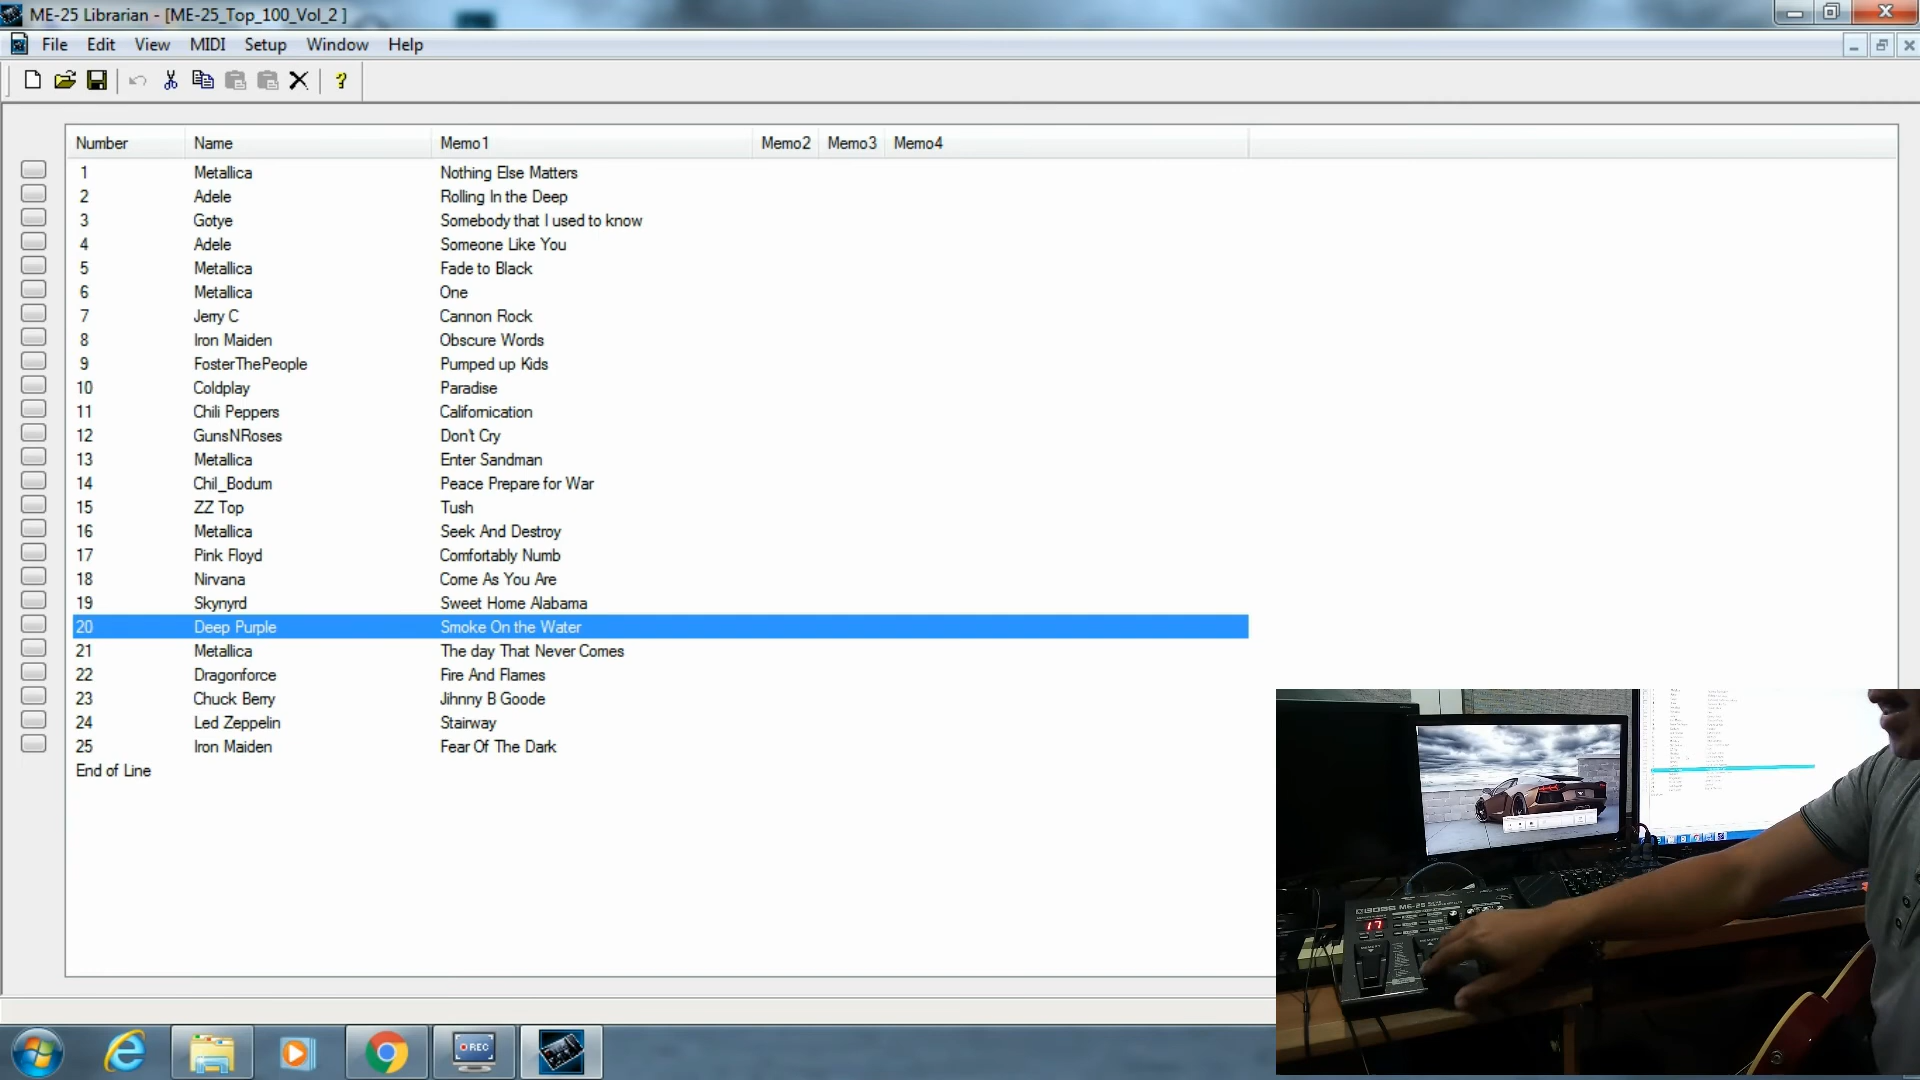 ME-25 Librarian - [ME-25_Top_100_Vol_2 ]
File Edit View MIDI Setup Window Help
Number Name Memo1 Memo2 Memo3 Memo4
1 Metallica Nothing Else Matters
2 Adele Rolling In the Deep
3 Gotye Somebody that I used to know
4 Adele Someone Like You
5 Metallica Fade to Black
6 Metallica One
7 Jerry C Cannon Rock
8 Iron Maiden Obscure Words
9 FosterThePeople Pumped up Kids
10 Coldplay Paradise
11 Chili Peppers Californication
12 GunsNRoses Don't Cry
13 Metallica Enter Sandman
14 Chil_Bodum Peace Prepare for War
15 ZZ Top Tush
16 Metallica Seek And Destroy
17 Pink Floyd Comfortably Numb
18 Nirvana Come As You Are
19 Skynyrd Sweet Home Alabama
20 Deep Purple Smoke On the Water
21 Metallica The day That Never Comes
22 Dragonforce Fire And Flames
23 Chuck Berry Jihnny B Goode
24 Led Zeppelin Stairway
25 Iron Maiden Fear Of The Dark
End of Line
BOSS ME-25
17
MEMORY
REC